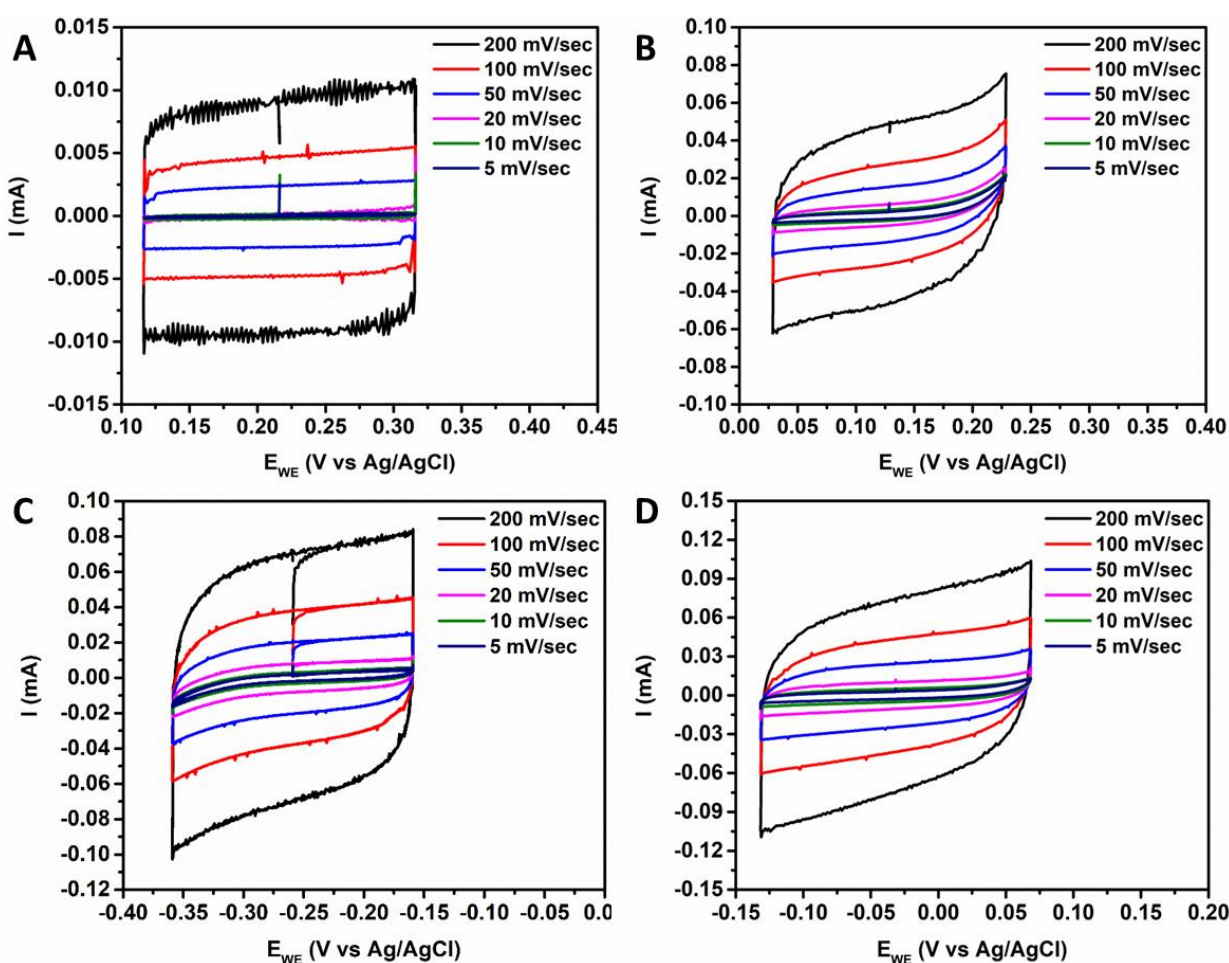 A
0.015
0.010
0.005
0.000
-0.005
-0.010
-0.015
I (mA)
200 mV/sec
100 mV/sec
50 mV/sec
20 mV/sec
10 mV/sec
5 mV/sec
0.10 0.15 0.20 0.25 0.30 0.35 0.40 0.45
E_WE (V vs Ag/AgCl)
B
0.10
0.08
0.06
0.04
0.02
0.00
-0.02
-0.04
-0.06
-0.08
-0.10
I (mA)
200 mV/sec
100 mV/sec
50 mV/sec
20 mV/sec
10 mV/sec
5 mV/sec
0.00 0.05 0.10 0.15 0.20 0.25 0.30 0.35 0.40
E_WE (V vs Ag/AgCl)
C
0.10
0.08
0.06
0.04
0.02
0.00
-0.02
-0.04
-0.06
-0.08
-0.10
-0.12
I (mA)
200 mV/sec
100 mV/sec
50 mV/sec
20 mV/sec
10 mV/sec
5 mV/sec
-0.40 -0.35 -0.30 -0.25 -0.20 -0.15 -0.10 -0.05 0.0
E_WE (V vs Ag/AgCl)
D
0.15
0.12
0.09
0.06
0.03
0.00
-0.03
-0.06
-0.09
-0.12
-0.15
I (mA)
200 mV/sec
100 mV/sec
50 mV/sec
20 mV/sec
10 mV/sec
5 mV/sec
-0.15 -0.10 -0.05 0.00 0.05 0.10 0.15 0.20
E_WE (V vs Ag/AgCl)